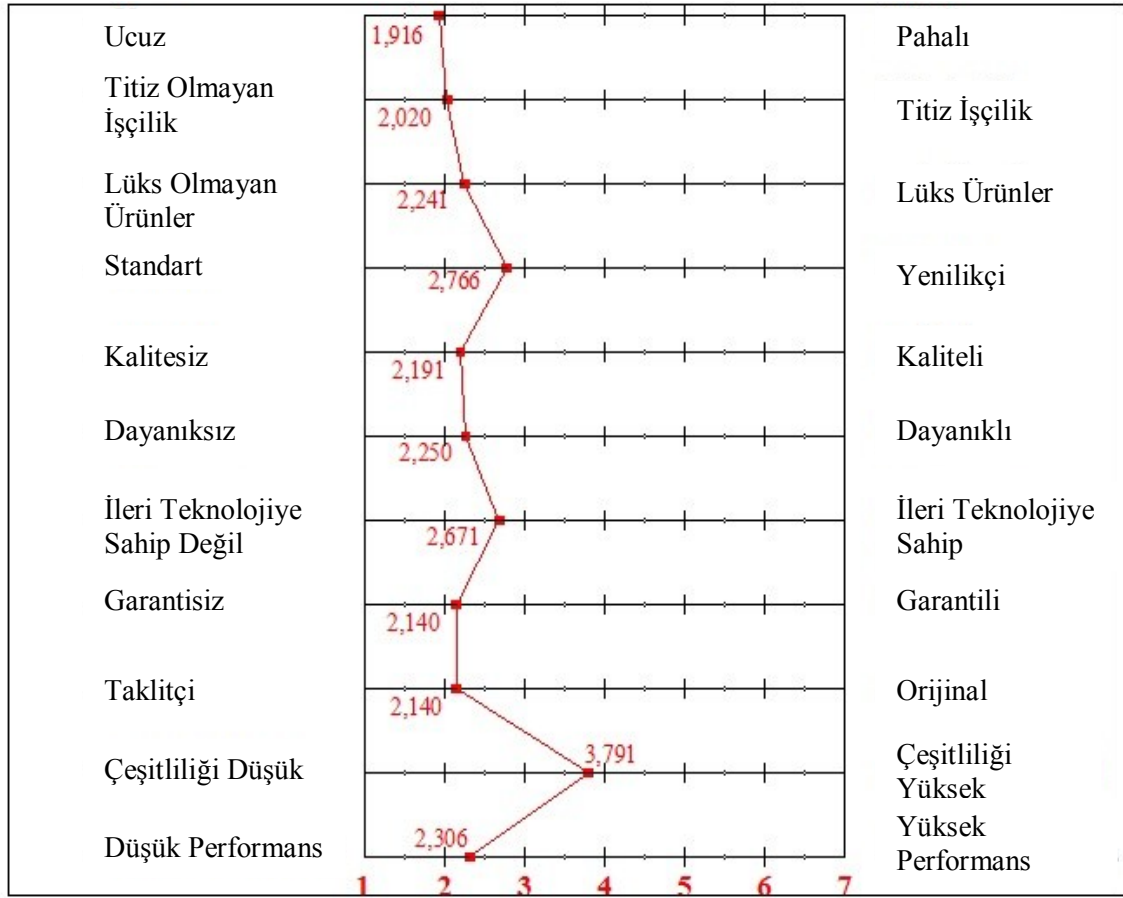 Ucuz
1,916
Pahalı
Titiz Olmayan
İşçilik
2,020
Titiz İşçilik
Lüks Olmayan
Ürünler
2,241
Lüks Ürünler
Standart
2,766
Yenilikçi
Kalitesiz
2,191
Kaliteli
Dayanıksız
2,250
Dayanıklı
İleri Teknolojiye
Sahip Değil
2,671
İleri Teknolojiye
Sahip
Garantisiz
2,140
Garantili
Taklitçi
2,140
Orijinal
Çeşitliliği Düşük
3,791
Çeşitliliği
Yüksek
Düşük Performans
2,306
Yüksek
Performans
1 2 3 4 5 6 7